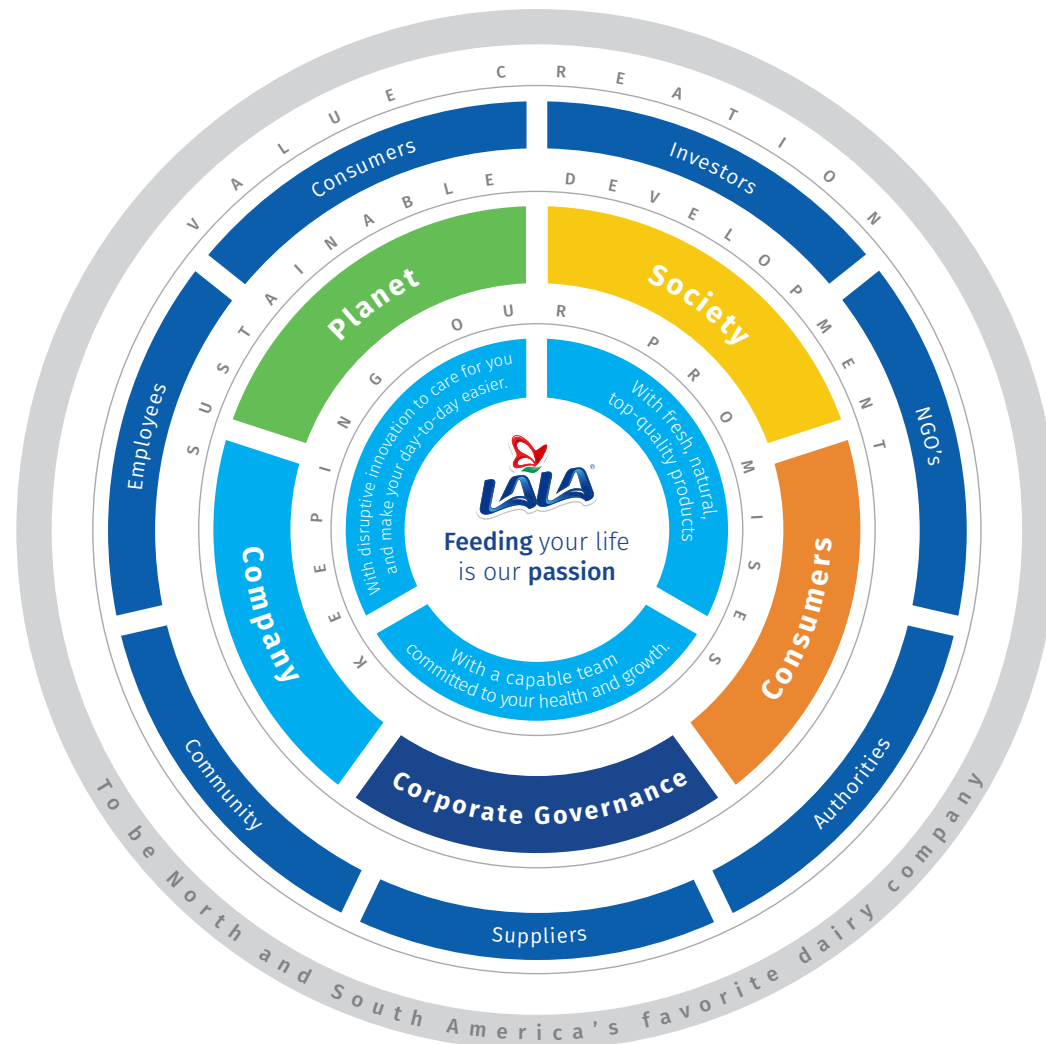 VALUE CREATION
Consumers
Investors
NGO's
Authorities
Suppliers
Community
Employees
SUSTAINABLE DEVELOPMENT
Planet
Society
Consumers
Corporate Governance
Company
KEEPING OUR PROMISES
With disruptive innovation to care for you
and make your day-to-day easier.
With fresh, natural,
top-quality products
With a capable team
committed to your health and growth.
LALA®
Feeding your life
is our passion
To be North and South America's favorite dairy company